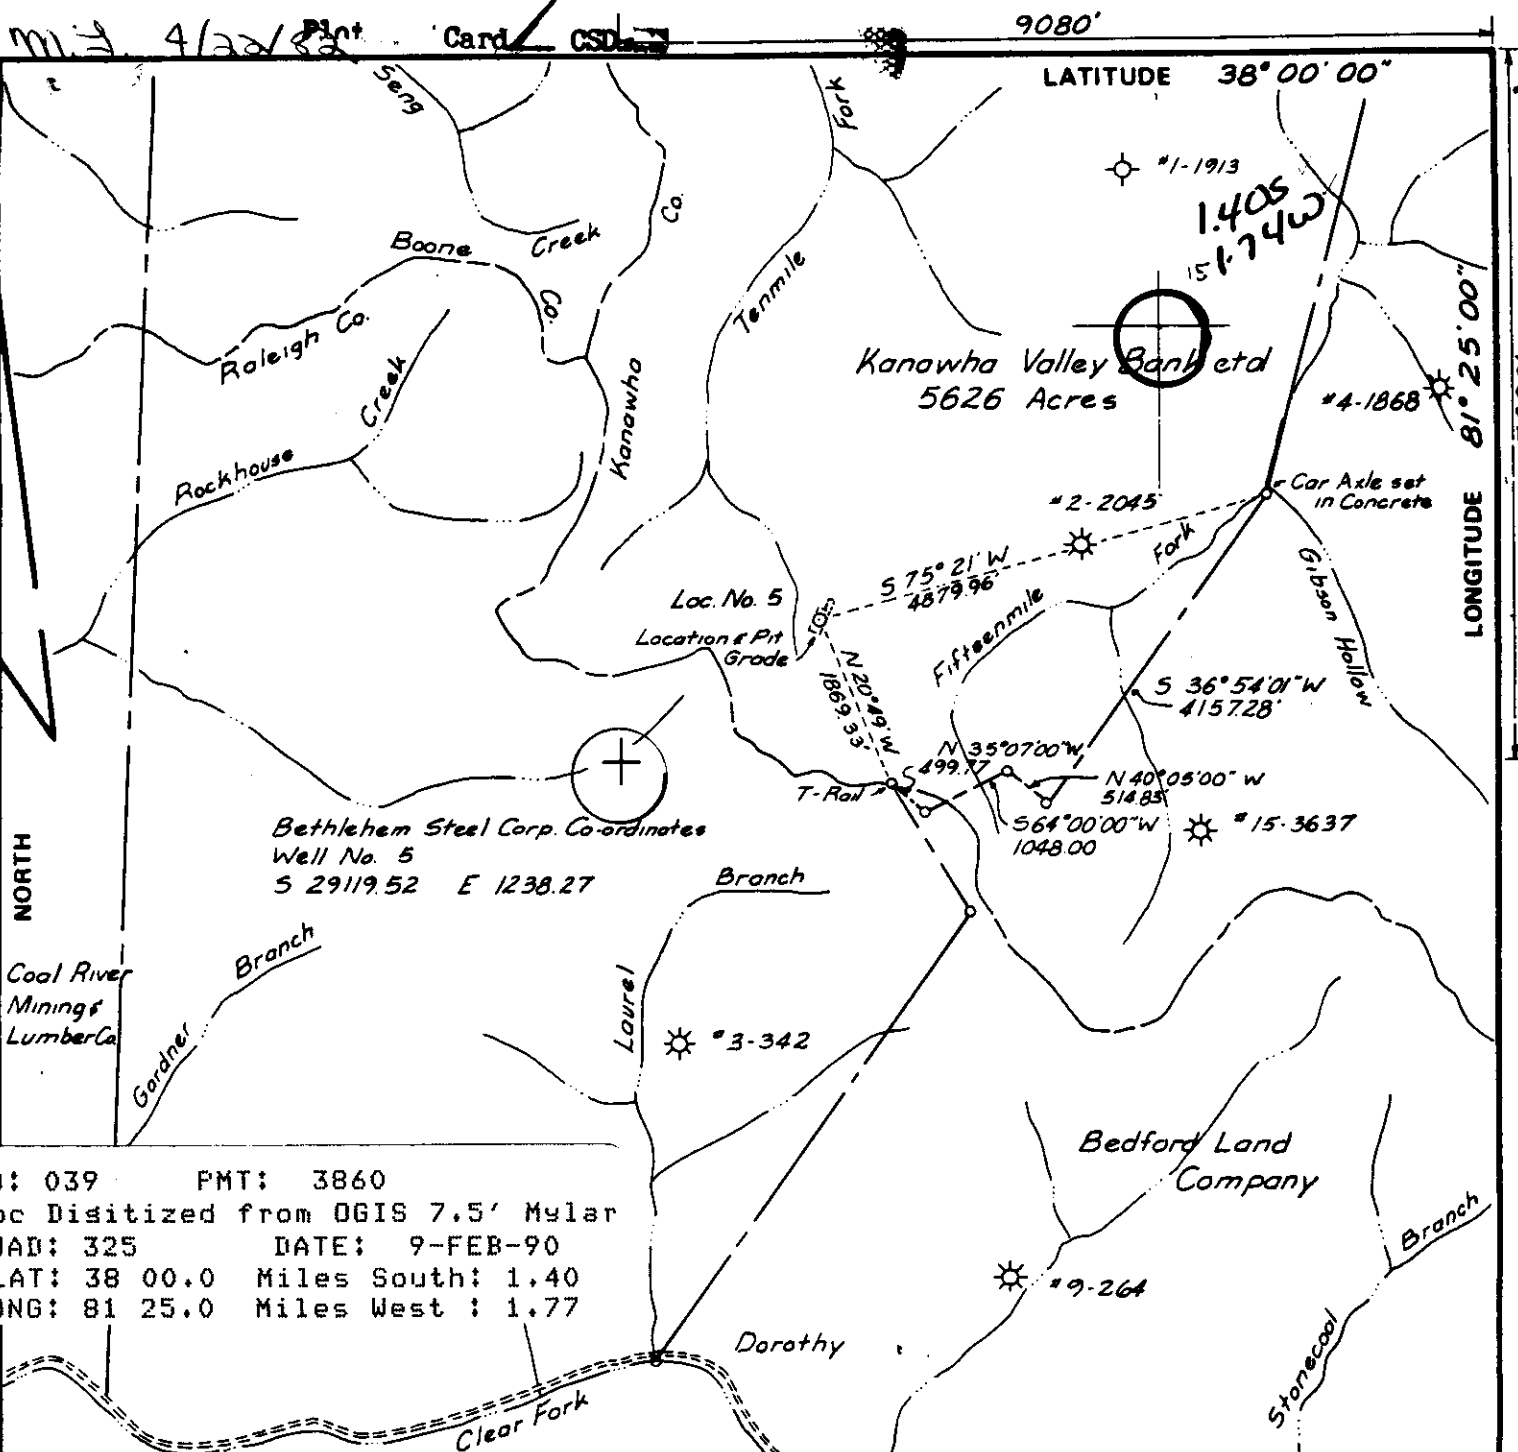 4/22/82 Plat Card CSD
9080'
LATITUDE 38° 00' 00"
Seng
Fork
#1-1913
1.40S
1.74W
15
Co.
Boone
Creek
Co.
Tenmile
Raleigh Co.
Creek
Kanawha
Kanawha Valley Bank etal
5626 Acres
#4-1868
LONGITUDE 81° 25' 00"
Rockhouse
#2-2045
Car Axle set
in Concrete
Fork
S 75° 21' W
4879.96'
Gibson Hollow
Loc. No. 5
Location & Pit
Grade
Fifteenmile
N 20° 49' W
1869.33'
S 36° 54' 01" W
4157.28'
N 35° 07' 00" W
499.77
T-Rail
S
N 40° 05' 00" W
514.83'
S 64° 00' 00" W
1048.00
#15-3637
Bethlehem Steel Corp. Co-ordinates
Well No. 5
S 29119.52 E 1238.27
NORTH
Branch
Branch
Coal River
Mining &
Lumber Co.
Laurel
#3-342
Gardner
Bedford Land
Company
: 039 PMT: 3860
oc Digitized from OGIS 7.5' Mylar
UAD: 325 DATE: 9-FEB-90
LAT: 38 00.0 Miles South: 1.40
ONG: 81 25.0 Miles West : 1.77
Branch
#9-264
Dorothy
Stonecoal
Clear Fork